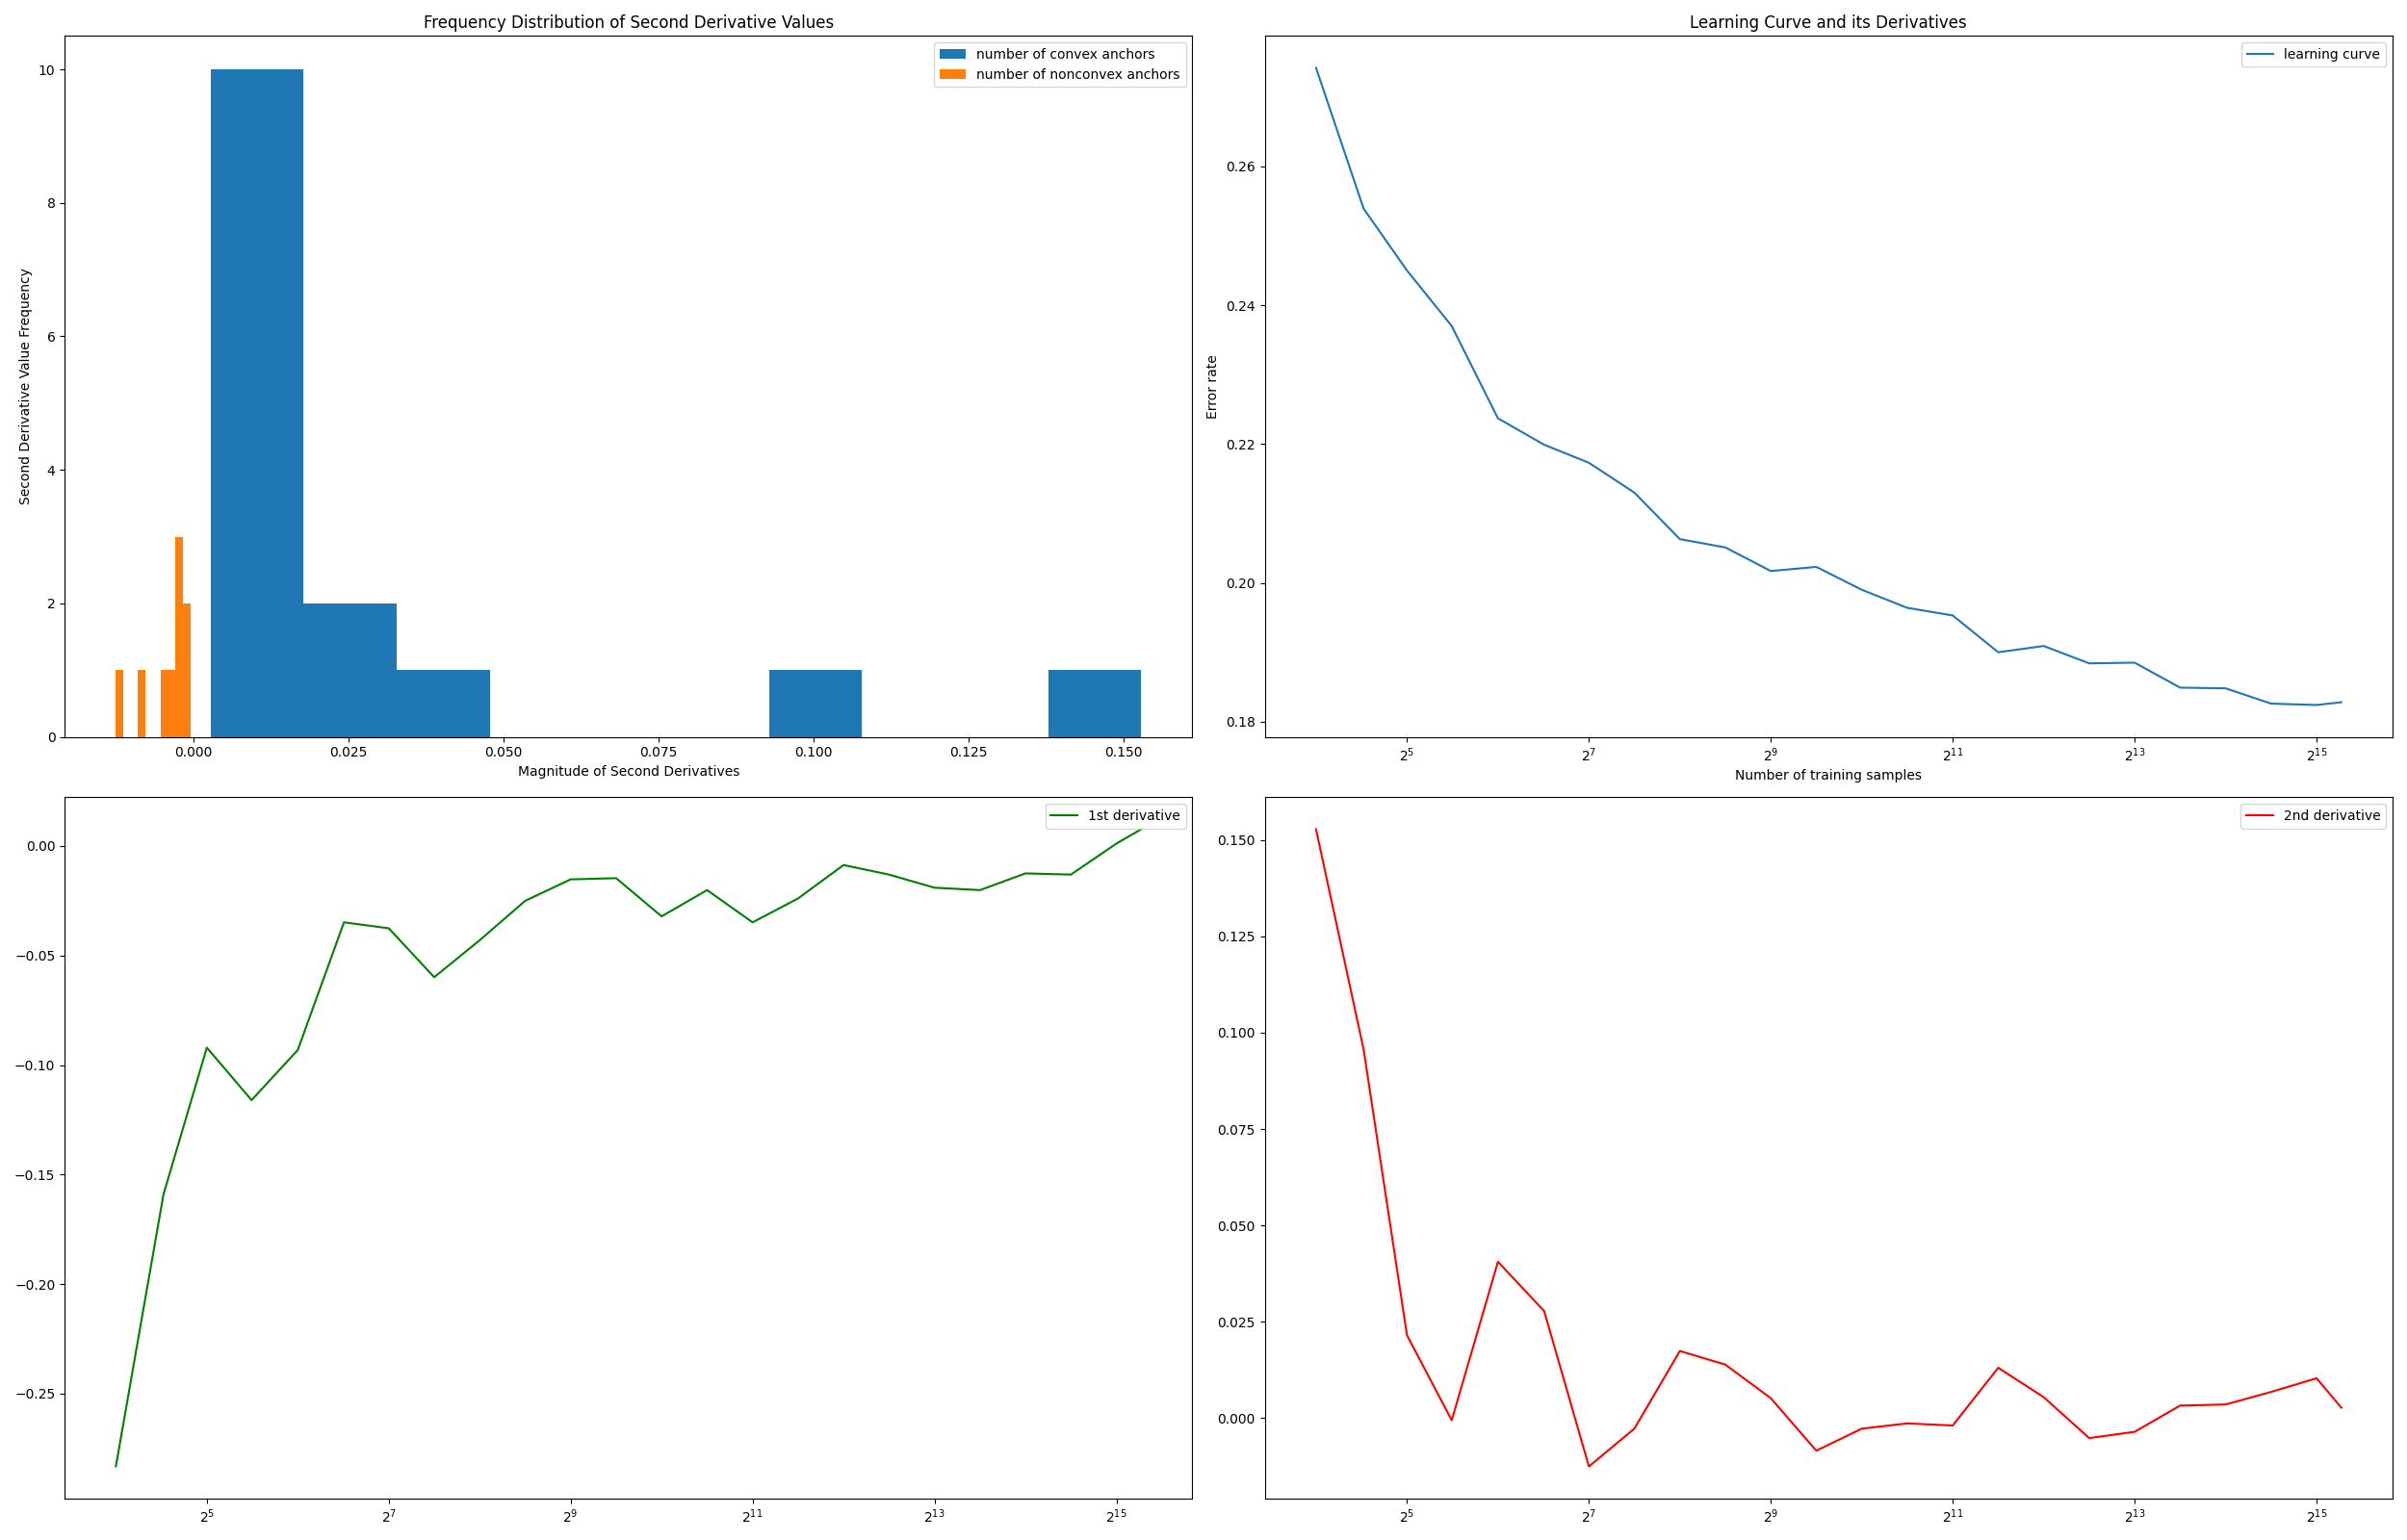 Frequency Distribution of Second Derivative Values
number of convex anchors
number of nonconvex anchors
Second Derivative Value Frequency
10
8
6
4
2
0
0.000 0.025 0.050 0.075 0.100 0.125 0.150
Magnitude of Second Derivatives
Learning Curve and its Derivatives
learning curve
Error rate
0.26
0.24
0.22
0.20
0.18
2⁵ 2⁷ 2⁹ 2¹¹ 2¹³ 2¹⁵
Number of training samples
1st derivative
0.00
−0.05
−0.10
−0.15
−0.20
−0.25
2⁵ 2⁷ 2⁹ 2¹¹ 2¹³ 2¹⁵
2nd derivative
0.150
0.125
0.100
0.075
0.050
0.025
0.000
2⁵ 2⁷ 2⁹ 2¹¹ 2¹³ 2¹⁵